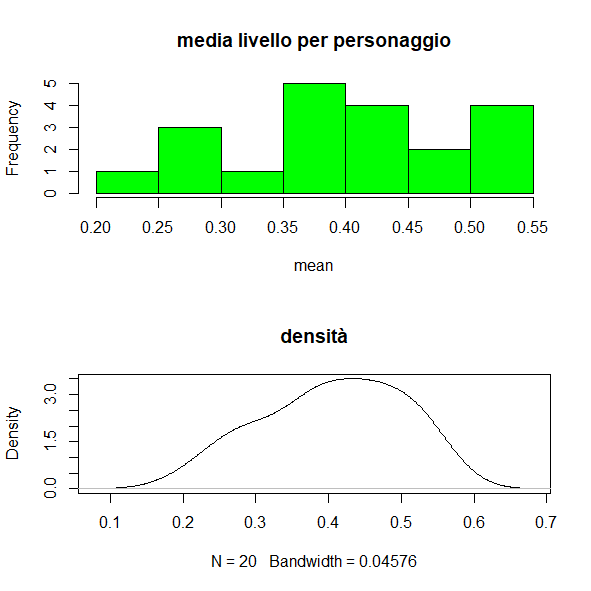 media livello per personaggio
Frequency
0 1 2 3 4 5
0.20 0.25 0.30 0.35 0.40 0.45 0.50 0.55
mean
densità
Density
0.0 1.5 3.0
0.1 0.2 0.3 0.4 0.5 0.6 0.7
N = 20 Bandwidth = 0.04576